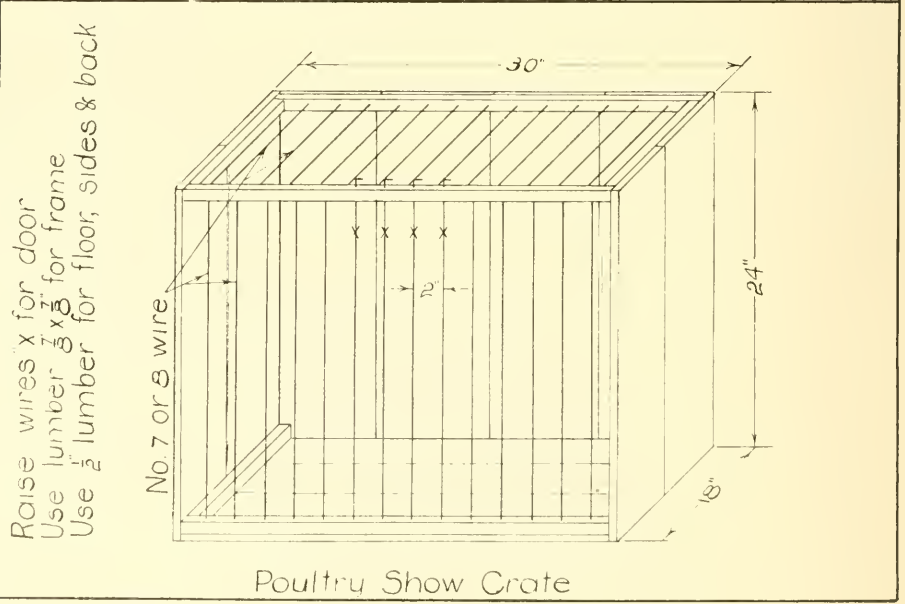 Raise wires "x" for door
Use lumber 7/8" x 7/8" for frame
Use 1/2" lumber for floor, sides & back
No. 7 or 8 wire
30"
24"
18"
2"
x x x x
Poultry Show Crate